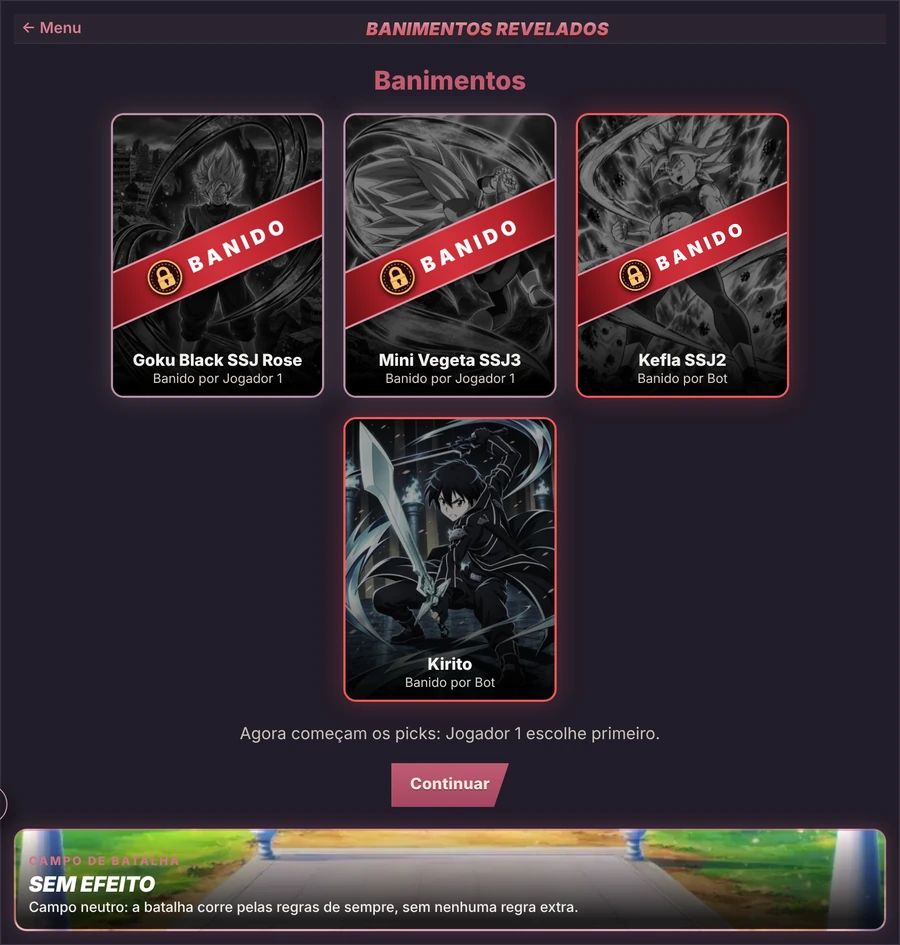 ← Menu
BANIMENTOS REVELADOS
Banimentos
BANIDO
Goku Black SSJ Rose
Banido por Jogador 1
BANIDO
Mini Vegeta SSJ3
Banido por Jogador 1
BANIDO
Kefla SSJ2
Banido por Bot
Kirito
Banido por Bot
Agora começam os picks: Jogador 1 escolhe primeiro.
Continuar
CAMPO DE BATALHA
SEM EFEITO
Campo neutro: a batalha corre pelas regras de sempre, sem nenhuma regra extra.